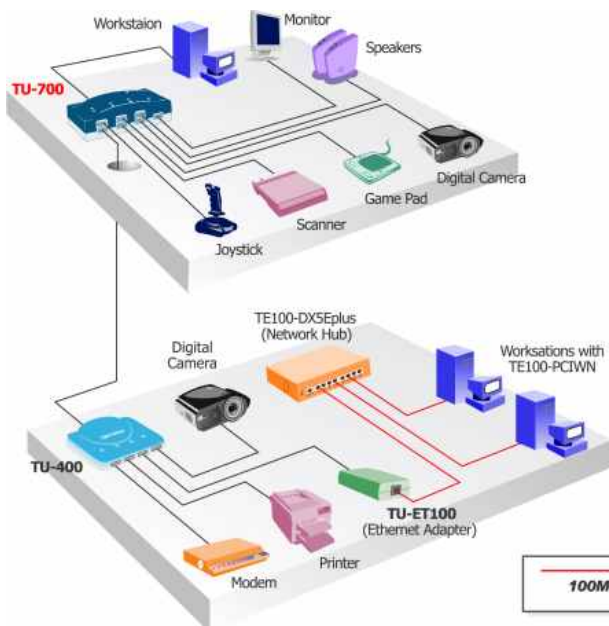 Workstaion
Monitor
Speakers
TU-700
Digital Camera
Game Pad
Scanner
Joystick
TE100-DX5Eplus
(Network Hub)
Digital
Camera
Worksations with
TE100-PCIWN
TU-400
TU-ET100
(Ethernet Adapter)
Printer
Modem
100M